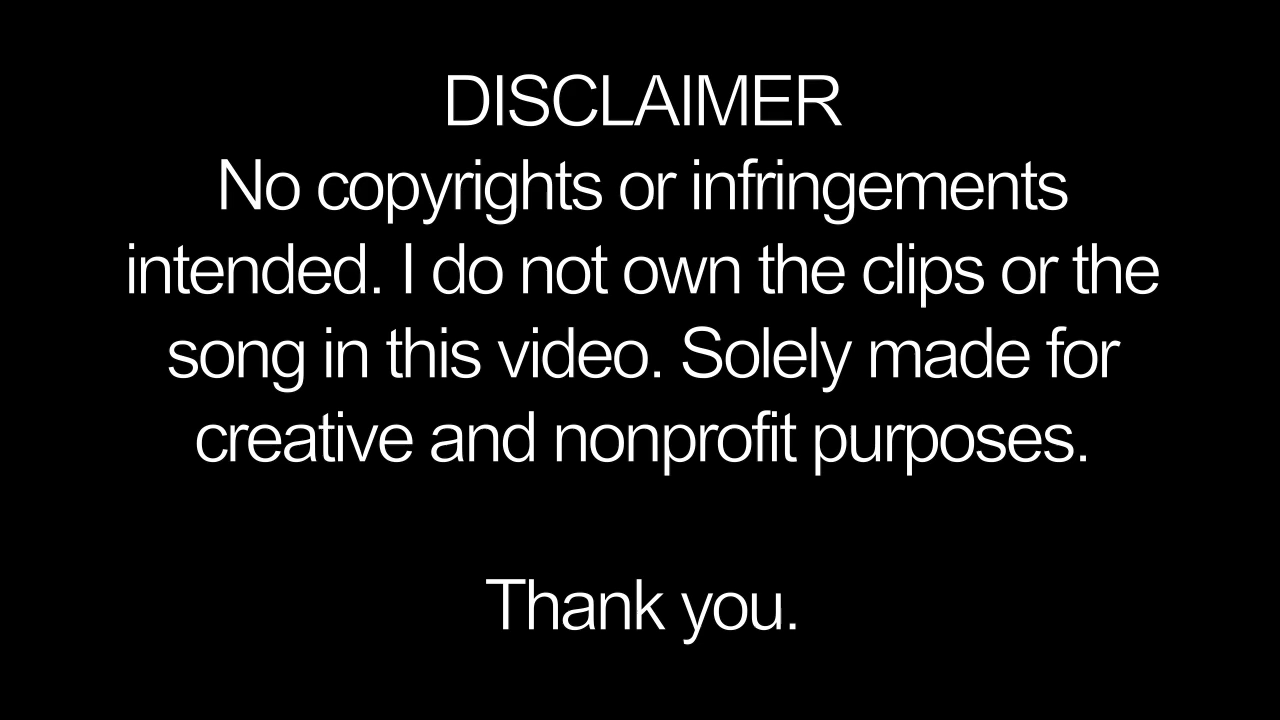 DISCLAIMER
No copyrights or infringements
intended. I do not own the clips or the
song in this video. Solely made for
creative and nonprofit purposes.
Thank you.